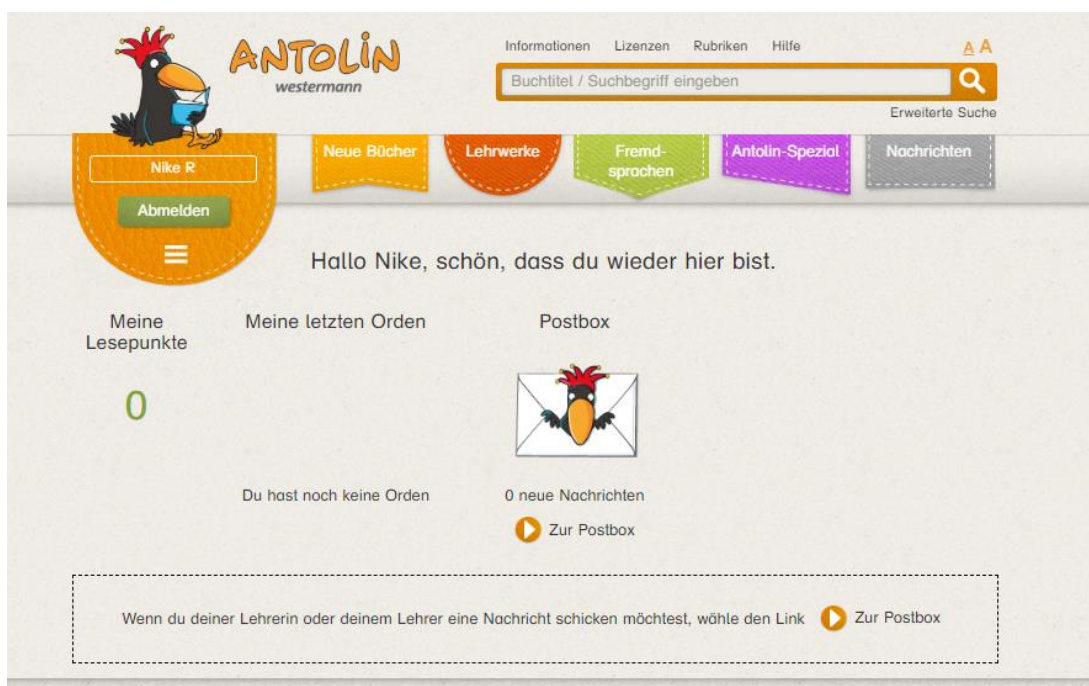 ANTOLIN
westermann
Informationen Lizenzen Rubriken Hilfe A A
Buchtitel / Suchbegriff eingeben
Erweiterte Suche
Nike R
Abmelden
Neue Bücher
Lehrwerke
Fremd-
sprachen
Antolin-Spezial
Nachrichten
Hallo Nike, schön, dass du wieder hier bist.
Meine
Lesepunkte
0
Meine letzten Orden
Du hast noch keine Orden
Postbox
0 neue Nachrichten
Zur Postbox
Wenn du deiner Lehrerin oder deinem Lehrer eine Nachricht schicken möchtest, wähle den Link Zur Postbox